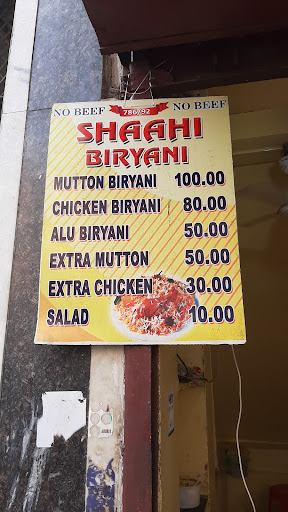 NO BEEF 786/92 NO BEEF
SHAAHI
BIRYANI
MUTTON BIRYANI 100.00
CHICKEN BIRYANI 80.00
ALU BIRYANI 50.00
EXTRA MUTTON 50.00
EXTRA CHICKEN 30.00
SALAD 10.00